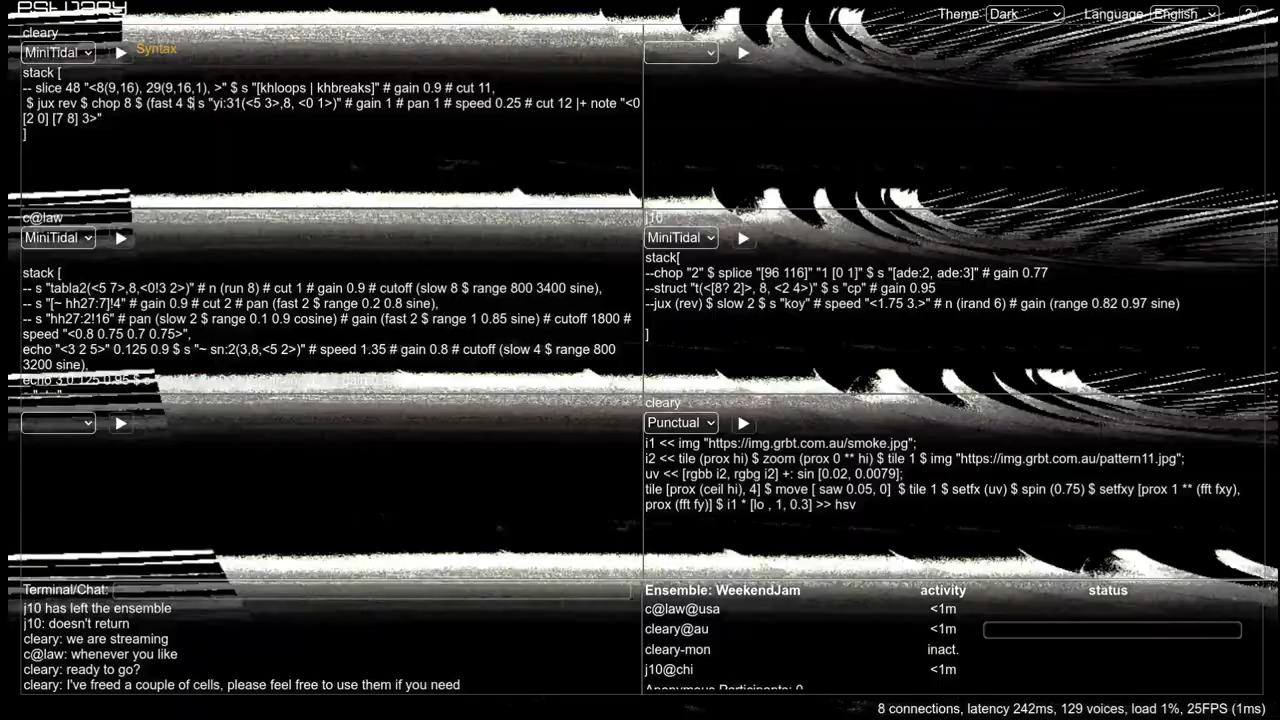 estuary
Theme: Dark Language: English ?
cleary
MiniTidal
Syntax
stack [
-- slice 48 "<8(9,16), 29(9,16,1), >" $ s "[khloops | khbreaks]" # gain 0.9 # cut 11,
$ jux rev $ chop 8 $ (fast 4 $ s "yi:31(<5 3>,8, <0 1>)" # gain 1 # pan 1 # speed 0.25 # cut 12 |+ note "<0
[2 0] [7 8] 3>"
]
c@law
MiniTidal
stack [
-- s "tabla2(<5 7>,8,<0!3 2>)" # n (run 8) # cut 1 # gain 0.9 # cutoff (slow 8 $ range 800 3400 sine),
-- s "[~ hh27:7]!4" # gain 0.9 # cut 2 # pan (fast 2 $ range 0.2 0.8 sine),
-- s "hh27:2!16" # pan (slow 2 $ range 0.1 0.9 cosine) # gain (fast 2 $ range 1 0.85 sine) # cutoff 1800 #
speed "<0.8 0.75 0.7 0.75>",
echo "<3 2 5>" 0.125 0.9 $ s "~ sn:2(3,8,<5 2>)" # speed 1.35 # gain 0.8 # cutoff (slow 4 $ range 800
3200 sine),
echo 3 0.125 0.95 $ s
j10
MiniTidal
stack[
--chop "2" $ splice "[96 116]" "1 [0 1]" $ s "[ade:2, ade:3]" # gain 0.77
--struct "t(<[8? 2]>, 8, <2 4>)" $ s "cp" # gain 0.95
--jux (rev) $ slow 2 $ s "koy" # speed "<1.75 3.>" # n (irand 6) # gain (range 0.82 0.97 sine)
]
cleary
Punctual
i1 << img "https://img.grbt.com.au/smoke.jpg";
i2 << tile (prox hi) $ zoom (prox 0 ** hi) $ tile 1 $ img "https://img.grbt.com.au/pattern11.jpg";
uv << [rgbb i2, rgbg i2] +: sin [0.02, 0.0079];
tile [prox (ceil hi), 4] $ move [ saw 0.05, 0] $ tile 1 $ setfx (uv) $ spin (0.75) $ setfxy [prox 1 ** (fft fxy),
prox (fft fy)] $ i1 * [lo , 1, 0.3] >> hsv
Terminal/Chat:
j10 has left the ensemble
j10: doesn't return
cleary: we are streaming
c@law: whenever you like
cleary: ready to go?
cleary: I've freed a couple of cells, please feel free to use them if you need
Ensemble: WeekendJam activity status
c@law@usa <1m
cleary@au <1m
cleary-mon inact.
j10@chi <1m
Anonymous Participants: 0
8 connections, latency 242ms, 129 voices, load 1%, 25FPS (1ms)